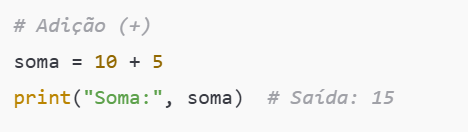 # Adição (+)
soma = 10 + 5
print("Soma:", soma)  # Saída: 15